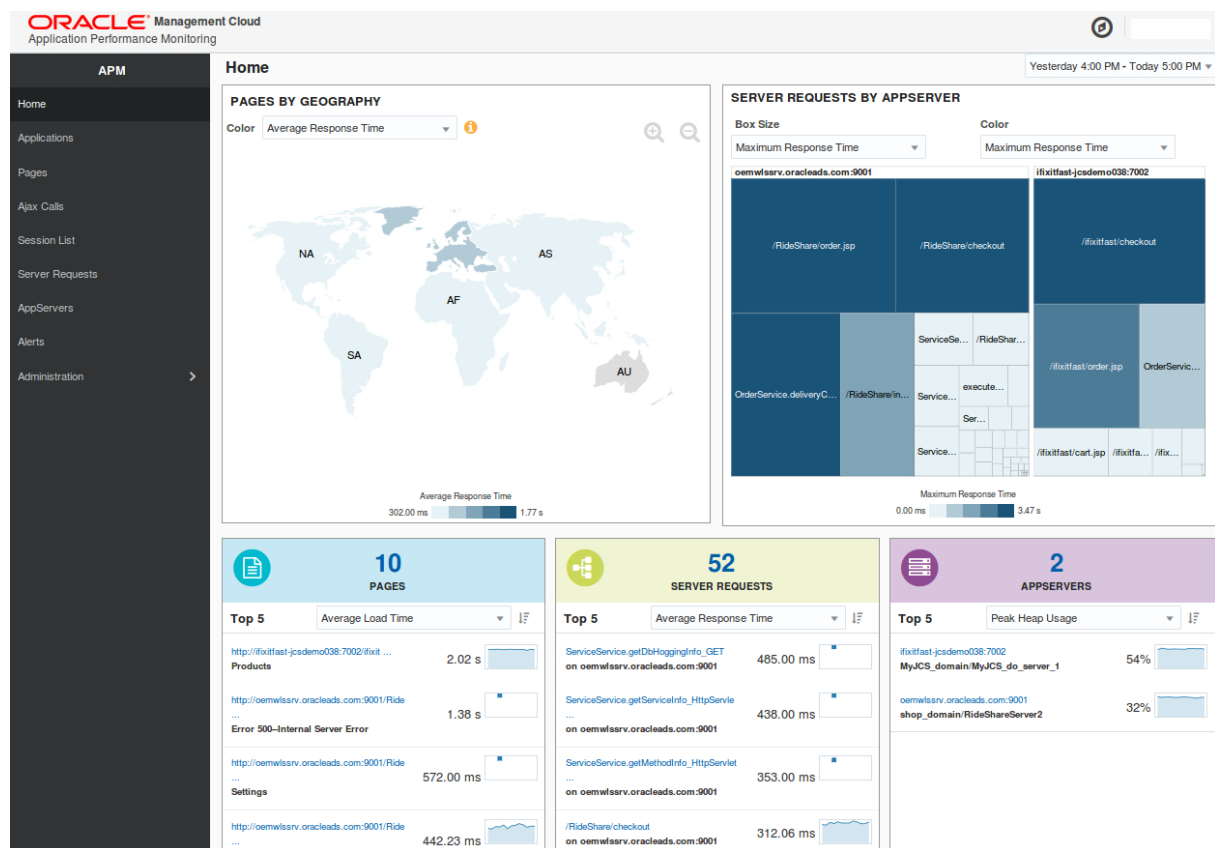 ORACLE® Management Cloud
Application Performance Monitoring
APM
Home
Applications
Pages
Ajax Calls
Session List
Server Requests
AppServers
Alerts
Administration
Home
Yesterday 4:00 PM - Today 5:00 PM
PAGES BY GEOGRAPHY
Color Average Response Time
NA
AS
AF
SA
AU
Average Response Time
302.00 ms 1.77 s
SERVER REQUESTS BY APPSERVER
Box Size Color
Maximum Response Time Maximum Response Time
oemwlssrv.oracleads.com:9001 ifixitfast-jcsdemo038:7002
/RideShare/order.jsp /RideShare/checkout /ifixitfast/checkout
ServiceSe... /RideShar...
/ifixitfast/order.jsp OrderServic...
OrderService.deliveryC... /RideShare/in... Service... execute...
Ser...
Service... /ifixitfast/cart.jsp /ifixitfa... /ifix...
Maximum Response Time
0.00 ms 3.47 s
10
PAGES
Top 5 Average Load Time
http://ifixitfast-jcsdemo038:7002/ifixit ...
Products
2.02 s
http://oemwlssrv.oracleads.com:9001/Ride
...
Error 500--Internal Server Error
1.38 s
http://oemwlssrv.oracleads.com:9001/Ride
...
Settings
572.00 ms
http://oemwlssrv.oracleads.com:9001/Ride
...
442.23 ms
52
SERVER REQUESTS
Top 5 Average Response Time
ServiceService.getDbHoggingInfo_GET
on oemwlssrv.oracleads.com:9001
485.00 ms
ServiceService.getServiceInfo_HttpServle
...
on oemwlssrv.oracleads.com:9001
438.00 ms
ServiceService.getMethodInfo_HttpServlet
...
on oemwlssrv.oracleads.com:9001
353.00 ms
/RideShare/checkout
on oemwlssrv.oracleads.com:9001
312.06 ms
2
APPSERVERS
Top 5 Peak Heap Usage
ifixitfast-jcsdemo038:7002
MyJCS_domain/MyJCS_do_server_1
54%
oemwlssrv.oracleads.com:9001
shop_domain/RideShareServer2
32%